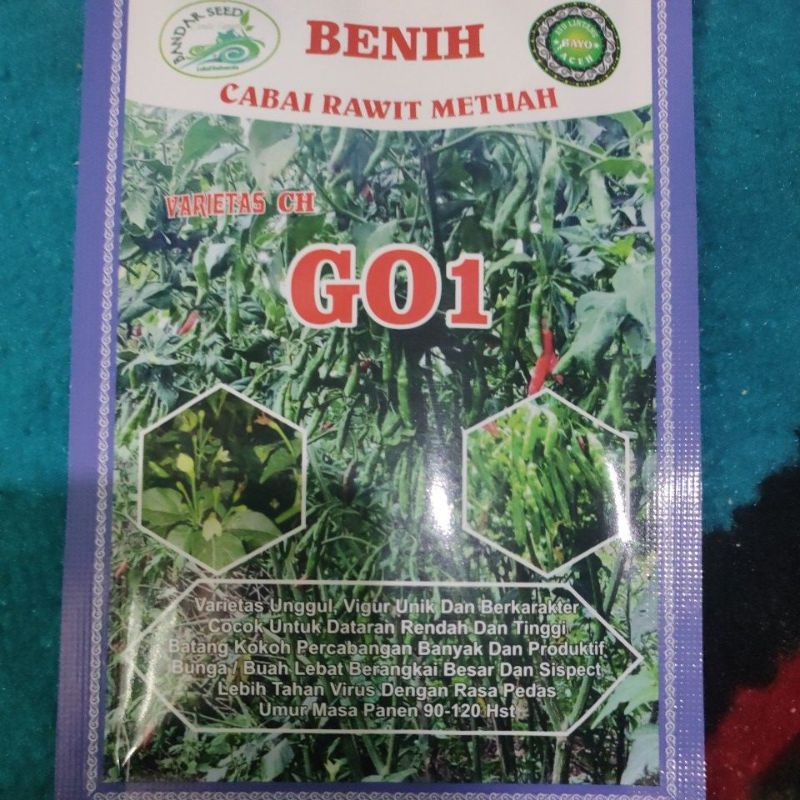 BANDAR SEED
BENIH
BAYO
ACEH
CABAI RAWIT METUAH
VARIETAS CH
GO1
Varietas Unggul, Vigur Unik Dan Berkarakter
Cocok Untuk Dataran Rendah Dan Tinggi
Batang Kokoh Percabangan Banyak Dan Produktif
Bunga / Buah Lebat Berangkai Besar Dan Sispect
Lebih Tahan Virus Dengan Rasa Pedas
Umur Masa Panen 90-120 Hst